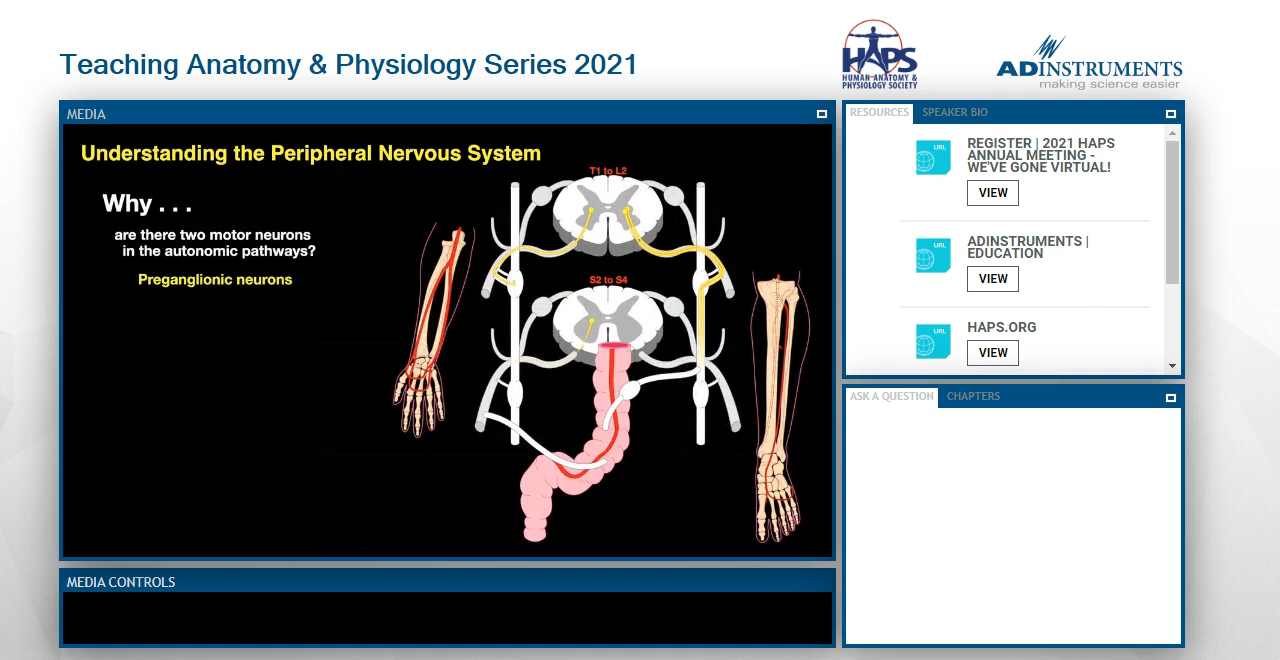 Teaching Anatomy & Physiology Series 2021
HAPS
HUMAN ANATOMY &
PHYSIOLOGY SOCIETY
ADINSTRUMENTS
making science easier
MEDIA
Understanding the Peripheral Nervous System
Why . . .
are there two motor neurons
in the autonomic pathways?
Preganglionic neurons
T1 to L2
S2 to S4
MEDIA CONTROLS
RESOURCES SPEAKER BIO
URL
REGISTER | 2021 HAPS
ANNUAL MEETING -
WE'VE GONE VIRTUAL!
VIEW
URL
ADINSTRUMENTS |
EDUCATION
VIEW
URL
HAPS.ORG
VIEW
ASK A QUESTION CHAPTERS